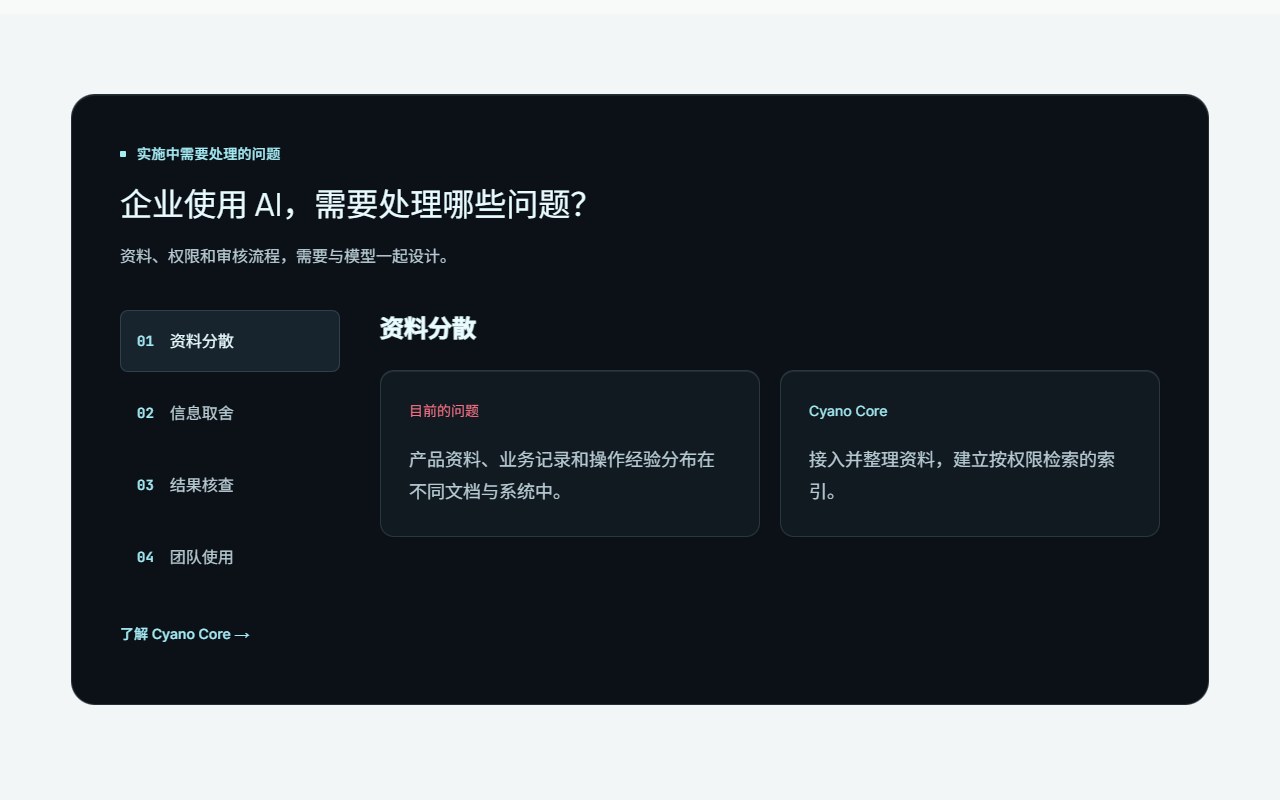 实施中需要处理的问题
企业使用 AI，需要处理哪些问题？
资料、权限和审核流程，需要与模型一起设计。
01 资料分散
02 信息取舍
03 结果核查
04 团队使用
了解 Cyano Core →
资料分散
目前的问题
产品资料、业务记录和操作经验分布在
不同文档与系统中。
Cyano Core
接入并整理资料，建立按权限检索的索
引。